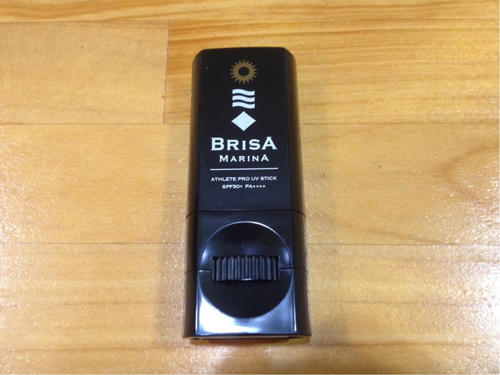 BRISA
MARINA
ATHLETE PRO UV STICK
SPF50+ PA++++